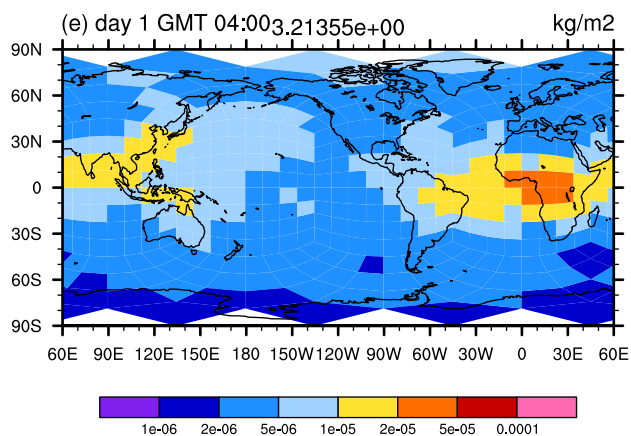 (e) day 1 GMT 04:00 3.21355e+00 kg/m2
90N
60N
30N
0
30S
60S
90S
60E 90E 120E 150E 180 150W 120W 90W 60W 30W 0 30E 60E
1e-06 2e-06 5e-06 1e-05 2e-05 5e-05 0.0001